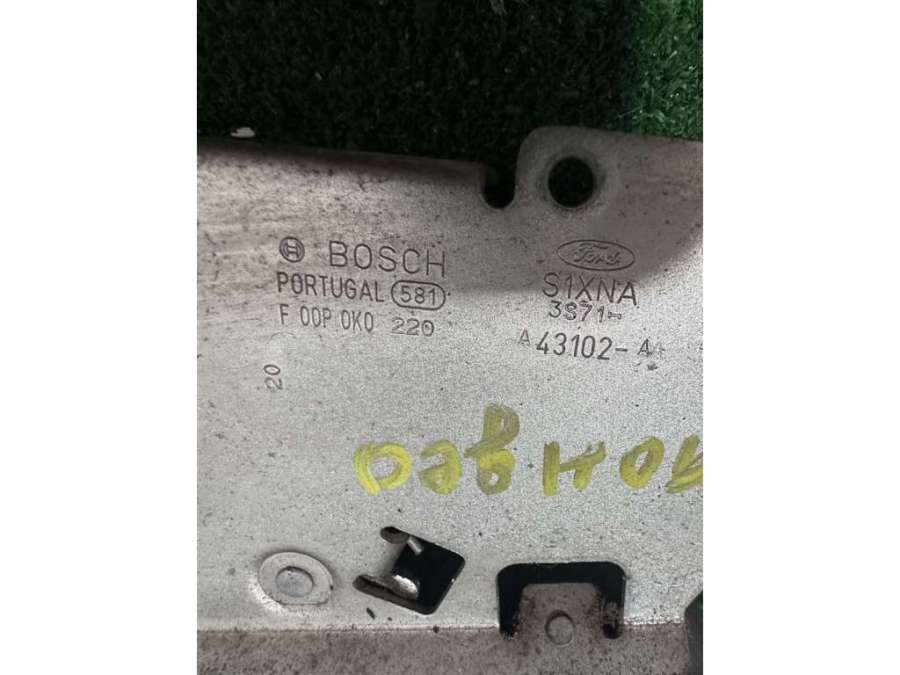 BOSCH
PORTUGAL 581
F 00P 0K0 220
20
Ford
S1XNA
3S71-
A 43102-A